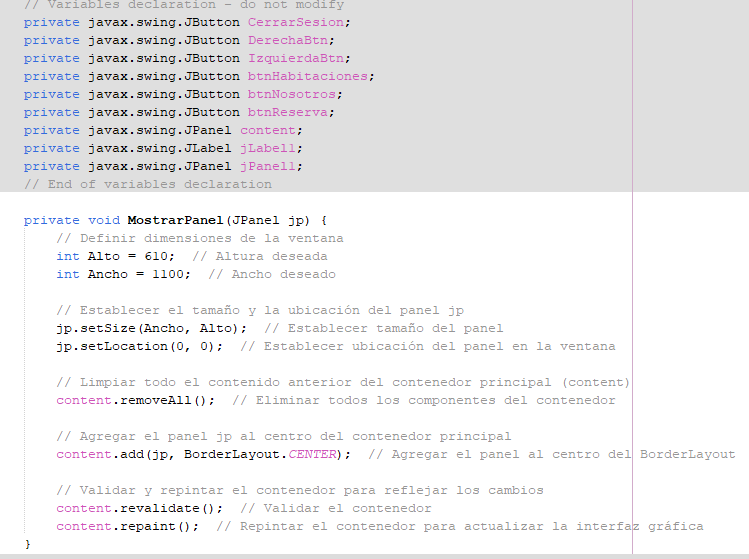 // Variables declaration - do not modify
private javax.swing.JButton CerrarSesion;
private javax.swing.JButton DerechaBtn;
private javax.swing.JButton IzquierdaBtn;
private javax.swing.JButton btnHabitaciones;
private javax.swing.JButton btnNosotros;
private javax.swing.JButton btnReserva;
private javax.swing.JPanel content;
private javax.swing.JLabel jLabel1;
private javax.swing.JPanel jPanel1;
// End of variables declaration
private void MostrarPanel(JPanel jp) {
// Definir dimensiones de la ventana
int Alto = 610;  // Altura deseada
int Ancho = 1100;  // Ancho deseado
// Establecer el tamaño y la ubicación del panel jp
jp.setSize(Ancho, Alto);  // Establecer tamaño del panel
jp.setLocation(0, 0);  // Establecer ubicación del panel en la ventana
// Limpiar todo el contenido anterior del contenedor principal (content)
content.removeAll();  // Eliminar todos los componentes del contenedor
// Agregar el panel jp al centro del contenedor principal
content.add(jp, BorderLayout.CENTER);  // Agregar el panel al centro del BorderLayout
// Validar y repintar el contenedor para reflejar los cambios
content.revalidate();  // Validar el contenedor
content.repaint();  // Repintar el contenedor para actualizar la interfaz gráfica
}